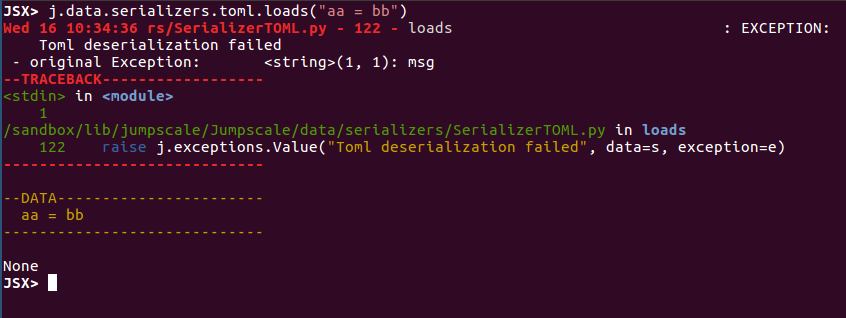 JSX> j.data.serializers.toml.loads("aa = bb")
Wed 16 10:34:36 rs/SerializerTOML.py - 122 - loads : EXCEPTION:
Toml deserialization failed
- original Exception: <string>(1, 1): msg
--TRACEBACK------------------
<stdin> in <module>
1
/sandbox/lib/jumpscale/Jumpscale/data/serializers/SerializerTOML.py in loads
122 raise j.exceptions.Value("Toml deserialization failed", data=s, exception=e)
-----------------------------
--DATA-----------------------
aa = bb
-----------------------------
None
JSX>